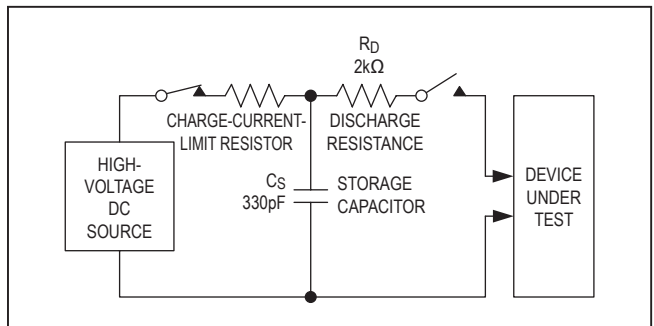 R_D
2kΩ
CHARGE-CURRENT-
LIMIT RESISTOR
DISCHARGE
RESISTANCE
HIGH-
VOLTAGE
DC
SOURCE
C_S
330pF
STORAGE
CAPACITOR
DEVICE
UNDER
TEST